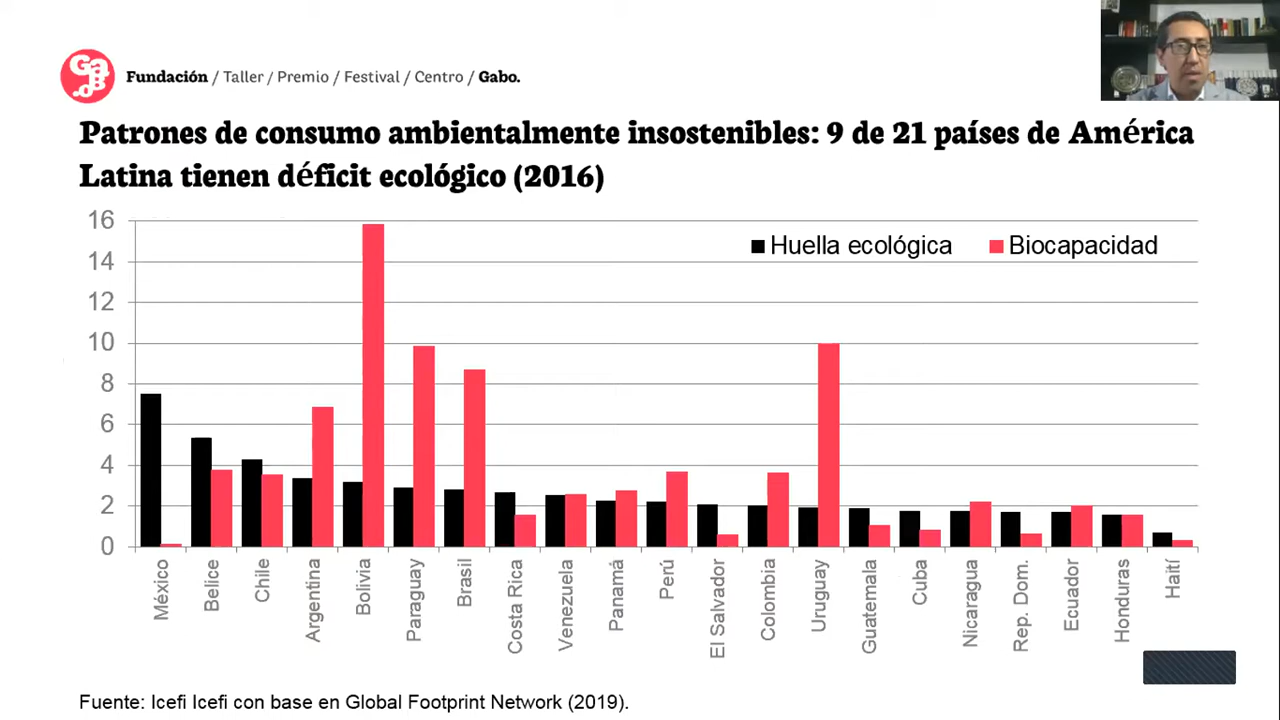 Gabo.
Fundación / Taller / Premio / Festival / Centro / Gabo.
Patrones de consumo ambientalmente insostenibles: 9 de 21 países de América
Latina tienen déficit ecológico (2016)
16
14
12
10
8
6
4
2
0
Huella ecológica
Biocapacidad
México
Belice
Chile
Argentina
Bolivia
Paraguay
Brasil
Costa Rica
Venezuela
Panamá
Perú
El Salvador
Colombia
Uruguay
Guatemala
Cuba
Nicaragua
Rep. Dom.
Ecuador
Honduras
Haití
Fuente: Icefi Icefi con base en Global Footprint Network (2019).